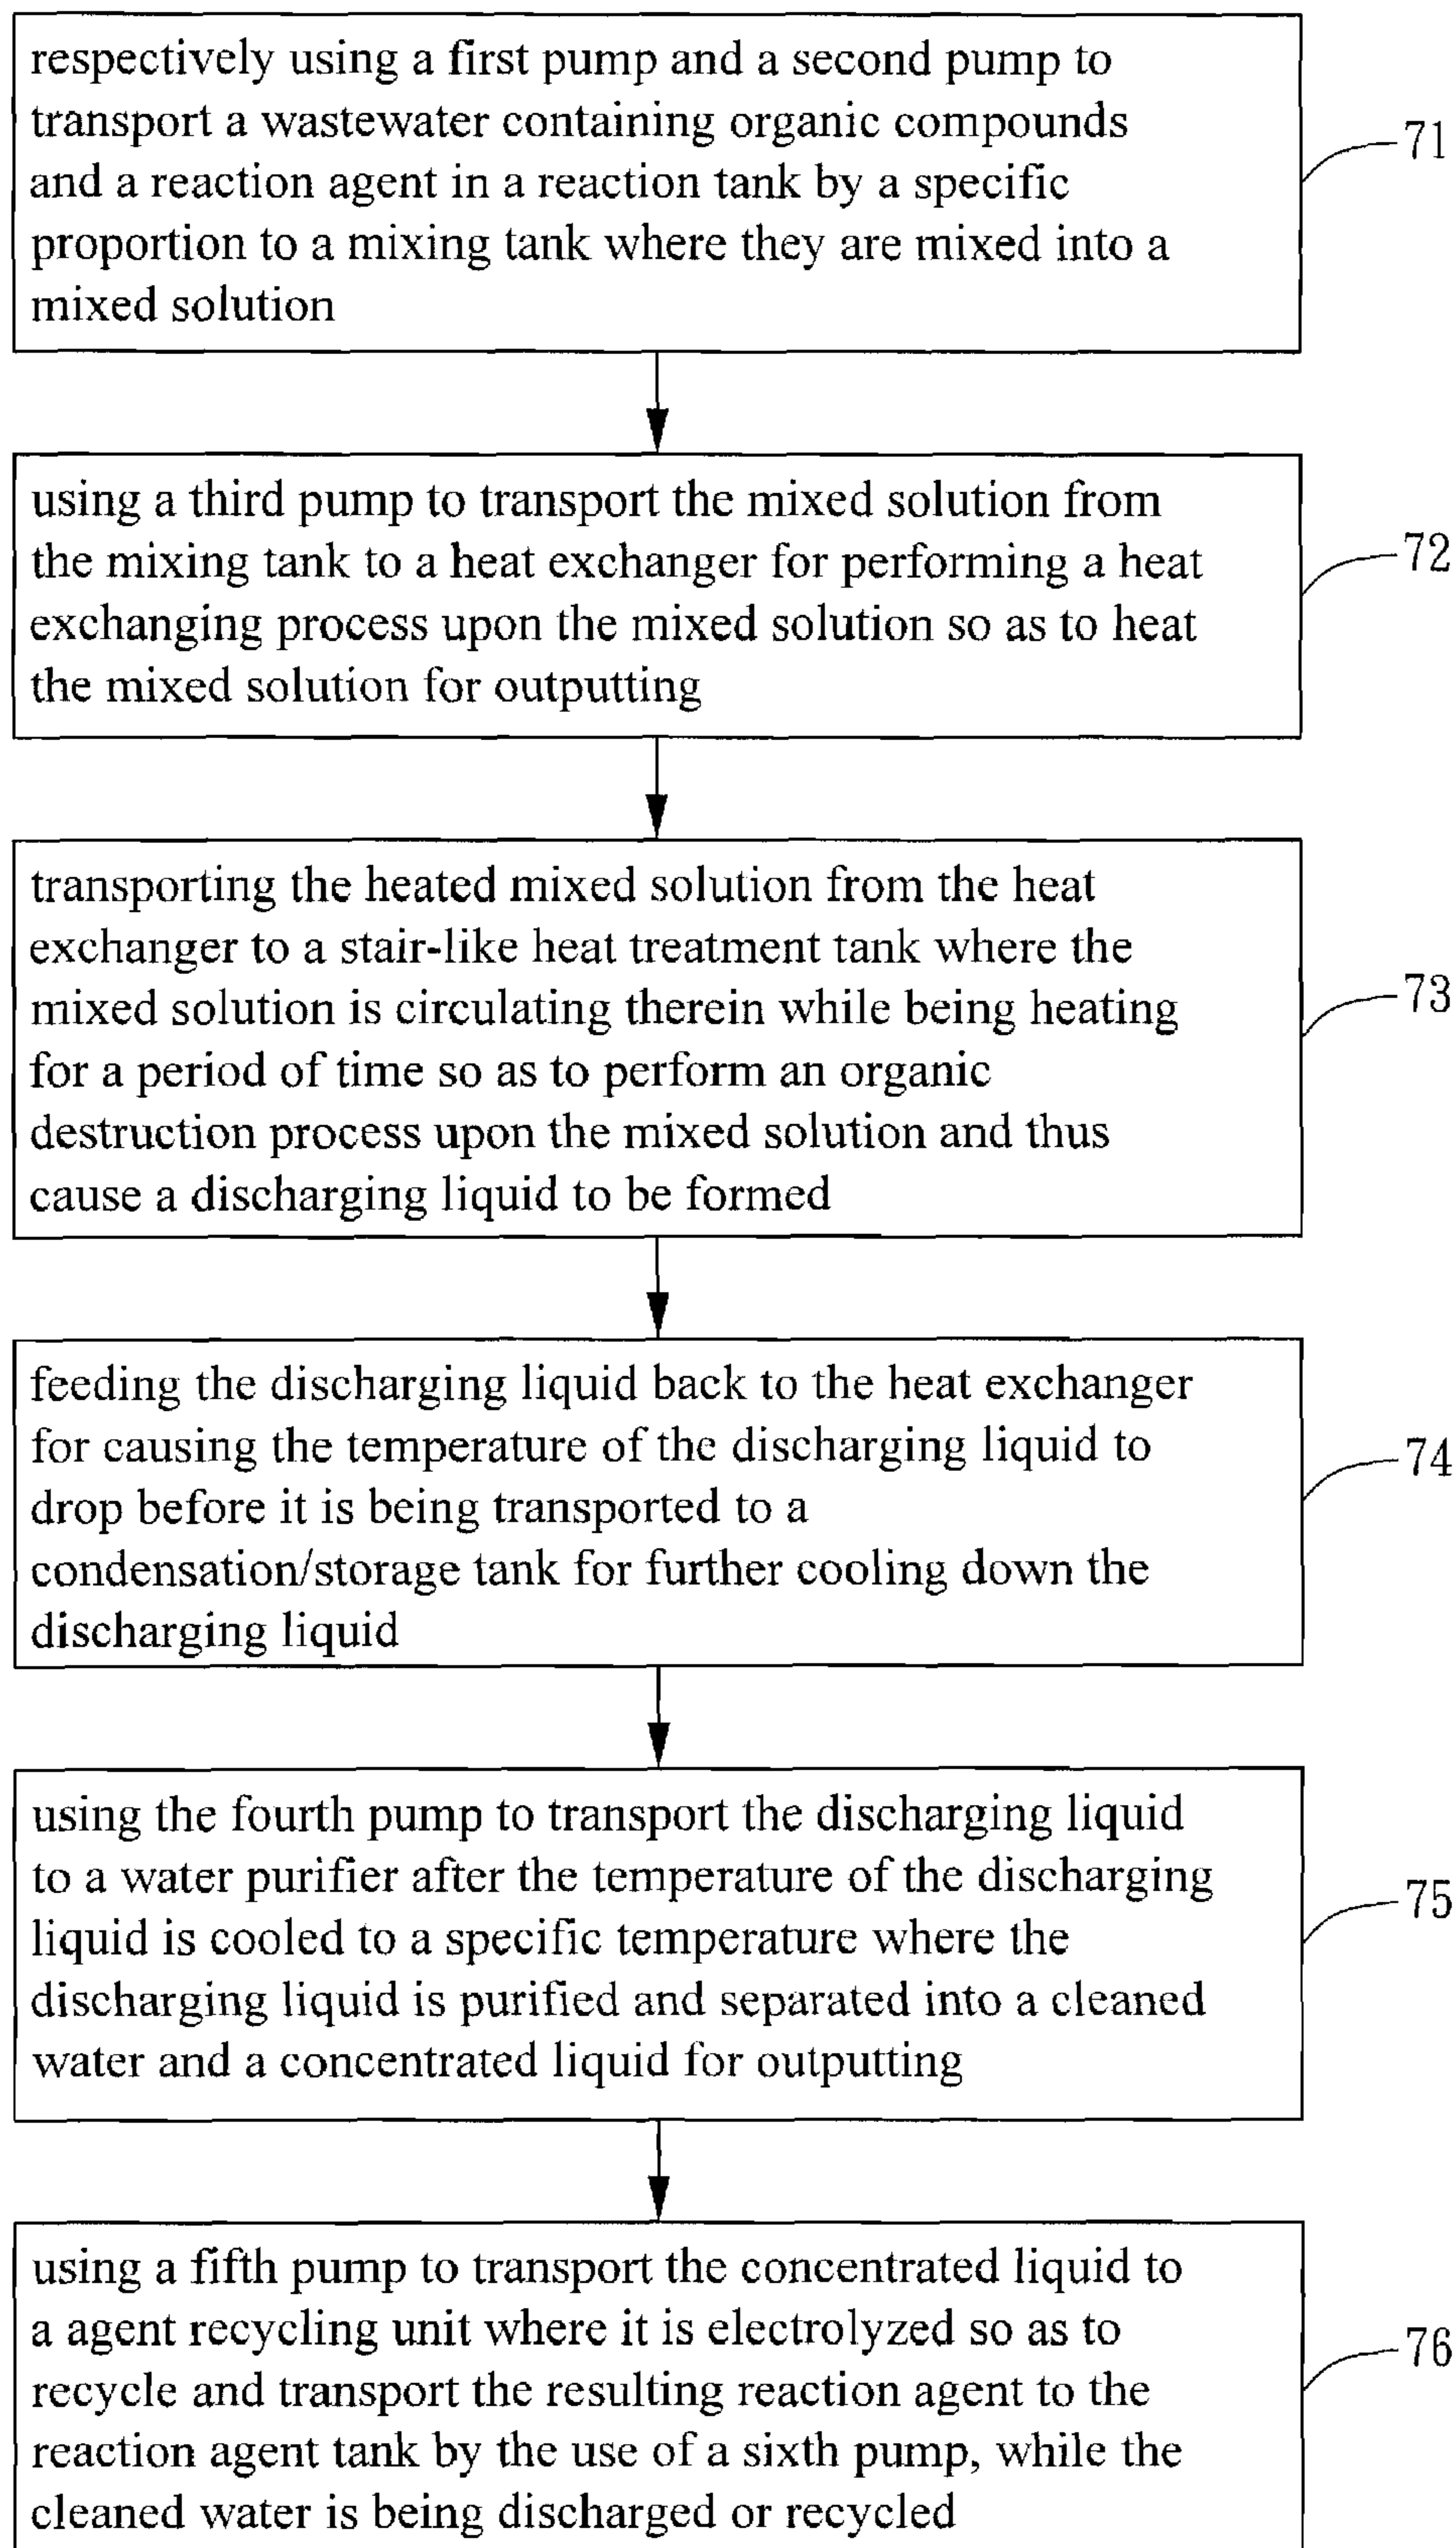 respectively using a first pump and a second pump to
transport a wastewater containing organic compounds
and a reaction agent in a reaction tank by a specific
proportion to a mixing tank where they are mixed into a
mixed solution
71
using a third pump to transport the mixed solution from
the mixing tank to a heat exchanger for performing a heat
exchanging process upon the mixed solution so as to heat
the mixed solution for outputting
72
transporting the heated mixed solution from the heat
exchanger to a stair-like heat treatment tank where the
mixed solution is circulating therein while being heating
for a period of time so as to perform an organic
destruction process upon the mixed solution and thus
cause a discharging liquid to be formed
73
feeding the discharging liquid back to the heat exchanger
for causing the temperature of the discharging liquid to
drop before it is being transported to a
condensation/storage tank for further cooling down the
discharging liquid
74
using the fourth pump to transport the discharging liquid
to a water purifier after the temperature of the discharging
liquid is cooled to a specific temperature where the
discharging liquid is purified and separated into a cleaned
water and a concentrated liquid for outputting
75
using a fifth pump to transport the concentrated liquid to
a agent recycling unit where it is electrolyzed so as to
recycle and transport the resulting reaction agent to the
reaction agent tank by the use of a sixth pump, while the
cleaned water is being discharged or recycled
76